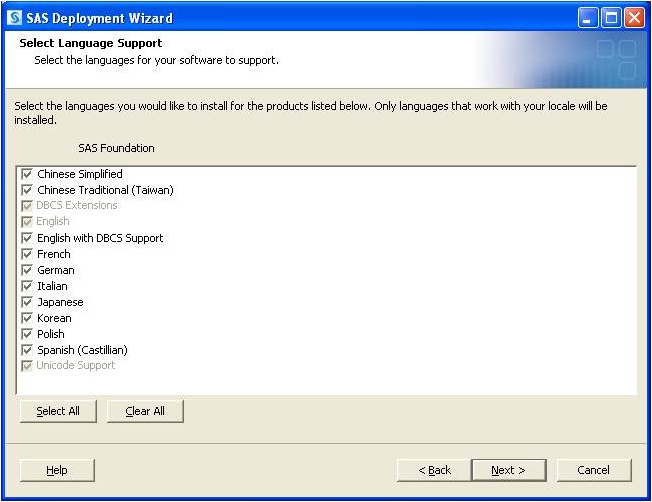 SAS Deployment Wizard
Select Language Support
Select the languages for your software to support.
Select the languages you would like to install for the products listed below. Only languages that work with your locale will be
installed.
SAS Foundation
Chinese Simplified
Chinese Traditional (Taiwan)
DBCS Extensions
English
English with DBCS Support
French
German
Italian
Japanese
Korean
Polish
Spanish (Castillian)
Unicode Support
Select All Clear All
Help < Back Next > Cancel